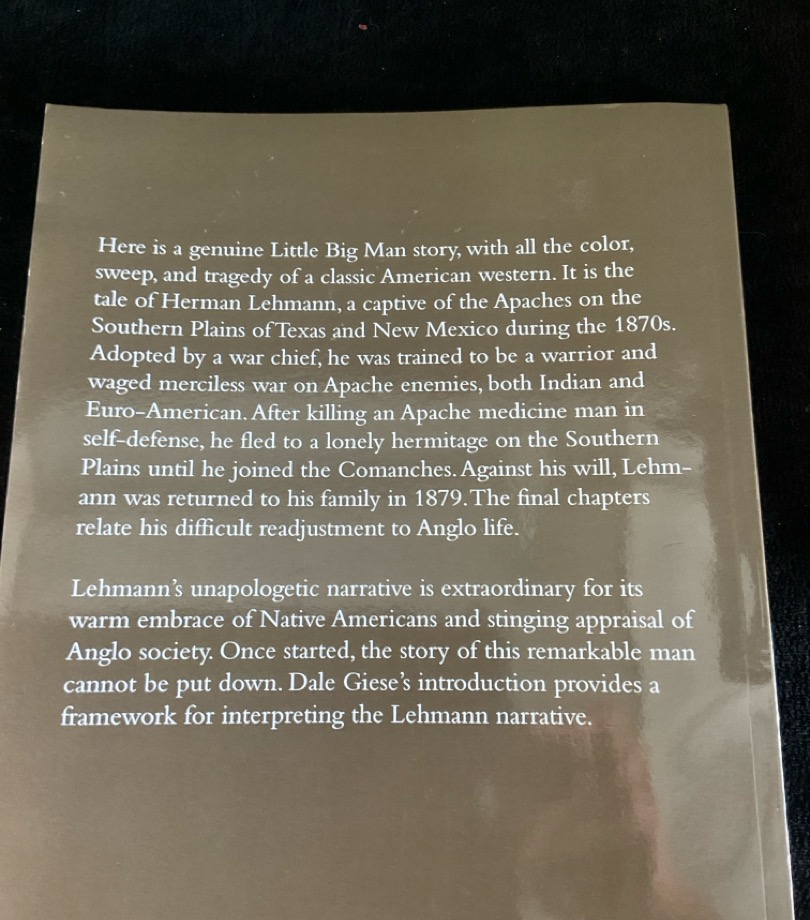 Here is a genuine Little Big Man story, with all the color,
sweep, and tragedy of a classic American western. It is the
tale of Herman Lehmann, a captive of the Apaches on the
Southern Plains of Texas and New Mexico during the 1870s.
Adopted by a war chief, he was trained to be a warrior and
waged merciless war on Apache enemies, both Indian and
Euro-American. After killing an Apache medicine man in
self-defense, he fled to a lonely hermitage on the Southern
Plains until he joined the Comanches. Against his will, Lehm-
ann was returned to his family in 1879. The final chapters
relate his difficult readjustment to Anglo life.
Lehmann's unapologetic narrative is extraordinary for its
warm embrace of Native Americans and stinging appraisal of
Anglo society. Once started, the story of this remarkable man
cannot be put down. Dale Giese's introduction provides a
framework for interpreting the Lehmann narrative.